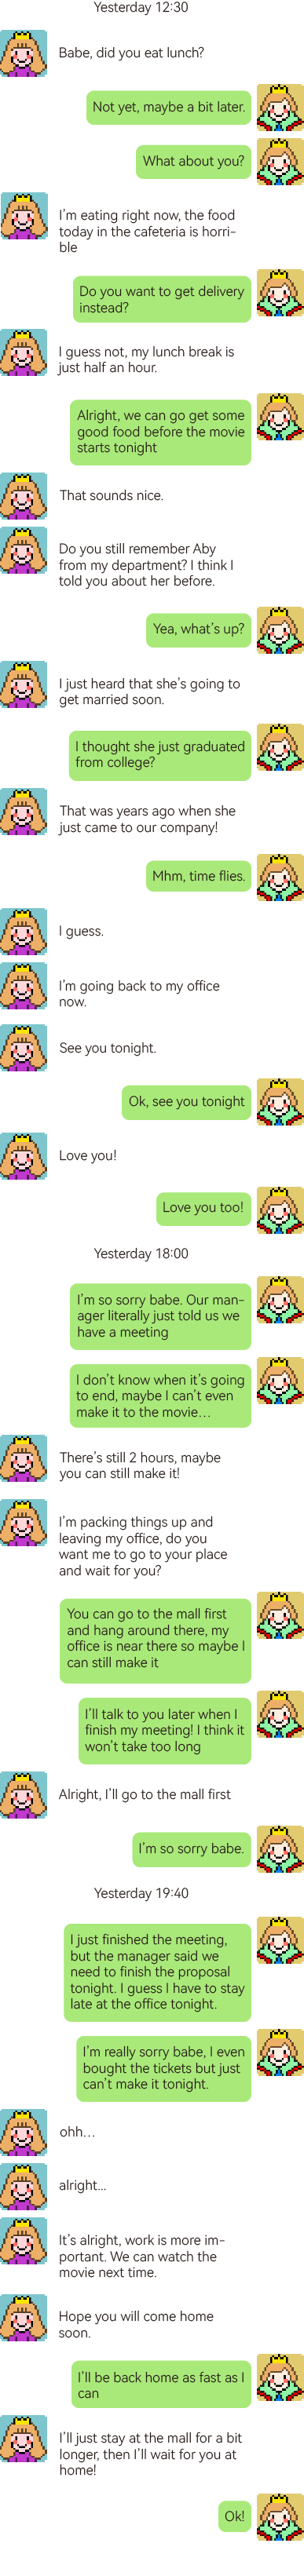 Yesterday 12:30
Babe, did you eat lunch?
Not yet, maybe a bit later.
What about you?
I'm eating right now, the food
today in the cafeteria is horri-
ble
Do you want to get delivery
instead?
I guess not, my lunch break is
just half an hour.
Alright, we can go get some
good food before the movie
starts tonight
That sounds nice.
Do you still remember Aby
from my department? I think I
told you about her before.
Yea, what's up?
I just heard that she's going to
get married soon.
I thought she just graduated
from college?
That was years ago when she
just came to our company!
Mhm, time flies.
I guess.
I'm going back to my office
now.
See you tonight.
Ok, see you tonight
Love you!
Love you too!
Yesterday 18:00
I'm so sorry babe. Our man-
ager literally just told us we
have a meeting
I don't know when it's going
to end, maybe I can't even
make it to the movie...
There's still 2 hours, maybe
you can still make it!
I'm packing things up and
leaving my office, do you
want me to go to your place
and wait for you?
You can go to the mall first
and hang around there, my
office is near there so maybe I
can still make it
I'll talk to you later when I
finish my meeting! I think it
won't take too long
Alright, I'll go to the mall first
I'm so sorry babe.
Yesterday 19:40
I just finished the meeting,
but the manager said we
need to finish the proposal
tonight. I guess I have to stay
late at the office tonight.
I'm really sorry babe, I even
bought the tickets but just
can't make it tonight.
ohh...
alright...
It's alright, work is more im-
portant. We can watch the
movie next time.
Hope you will come home
soon.
I'll be back home as fast as I
can
I'll just stay at the mall for a bit
longer, then I'll wait for you at
home!
Ok!